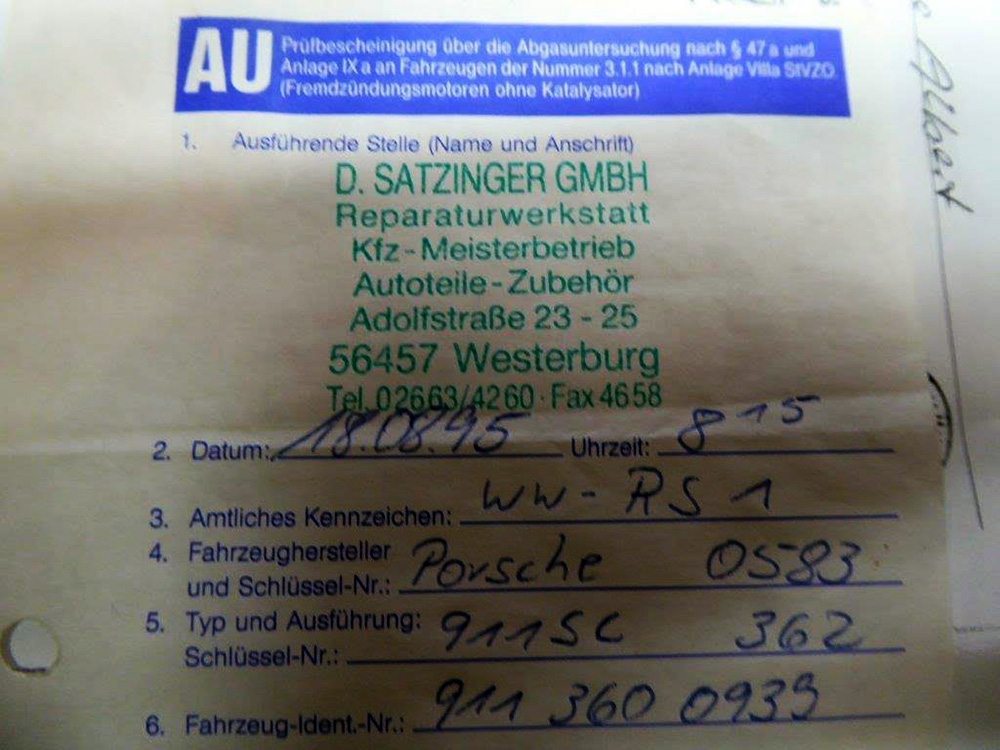 AU
Prüfbescheinigung über die Abgasuntersuchung nach § 47 a und
Anlage IX a an Fahrzeugen der Nummer 3.1.1 nach Anlage VIIIa StVZO
(Fremdzündungsmotoren ohne Katalysator)
1. Ausführende Stelle (Name und Anschrift)
D. SATZINGER GMBH
Reparaturwerkstatt
Kfz-Meisterbetrieb
Autoteile-Zubehör
Adolfstraße 23 - 25
56457 Westerburg
Tel. 02663/4260 · Fax 4658
2. Datum: 18.08.95 Uhrzeit: 8 15
3. Amtliches Kennzeichen: WW - RS 1
4. Fahrzeughersteller
und Schlüssel-Nr.: Porsche 0583
5. Typ und Ausführung: 911SC 362
Schlüssel-Nr.:
6. Fahrzeug-Ident.-Nr.: 911 360 0939
Albert